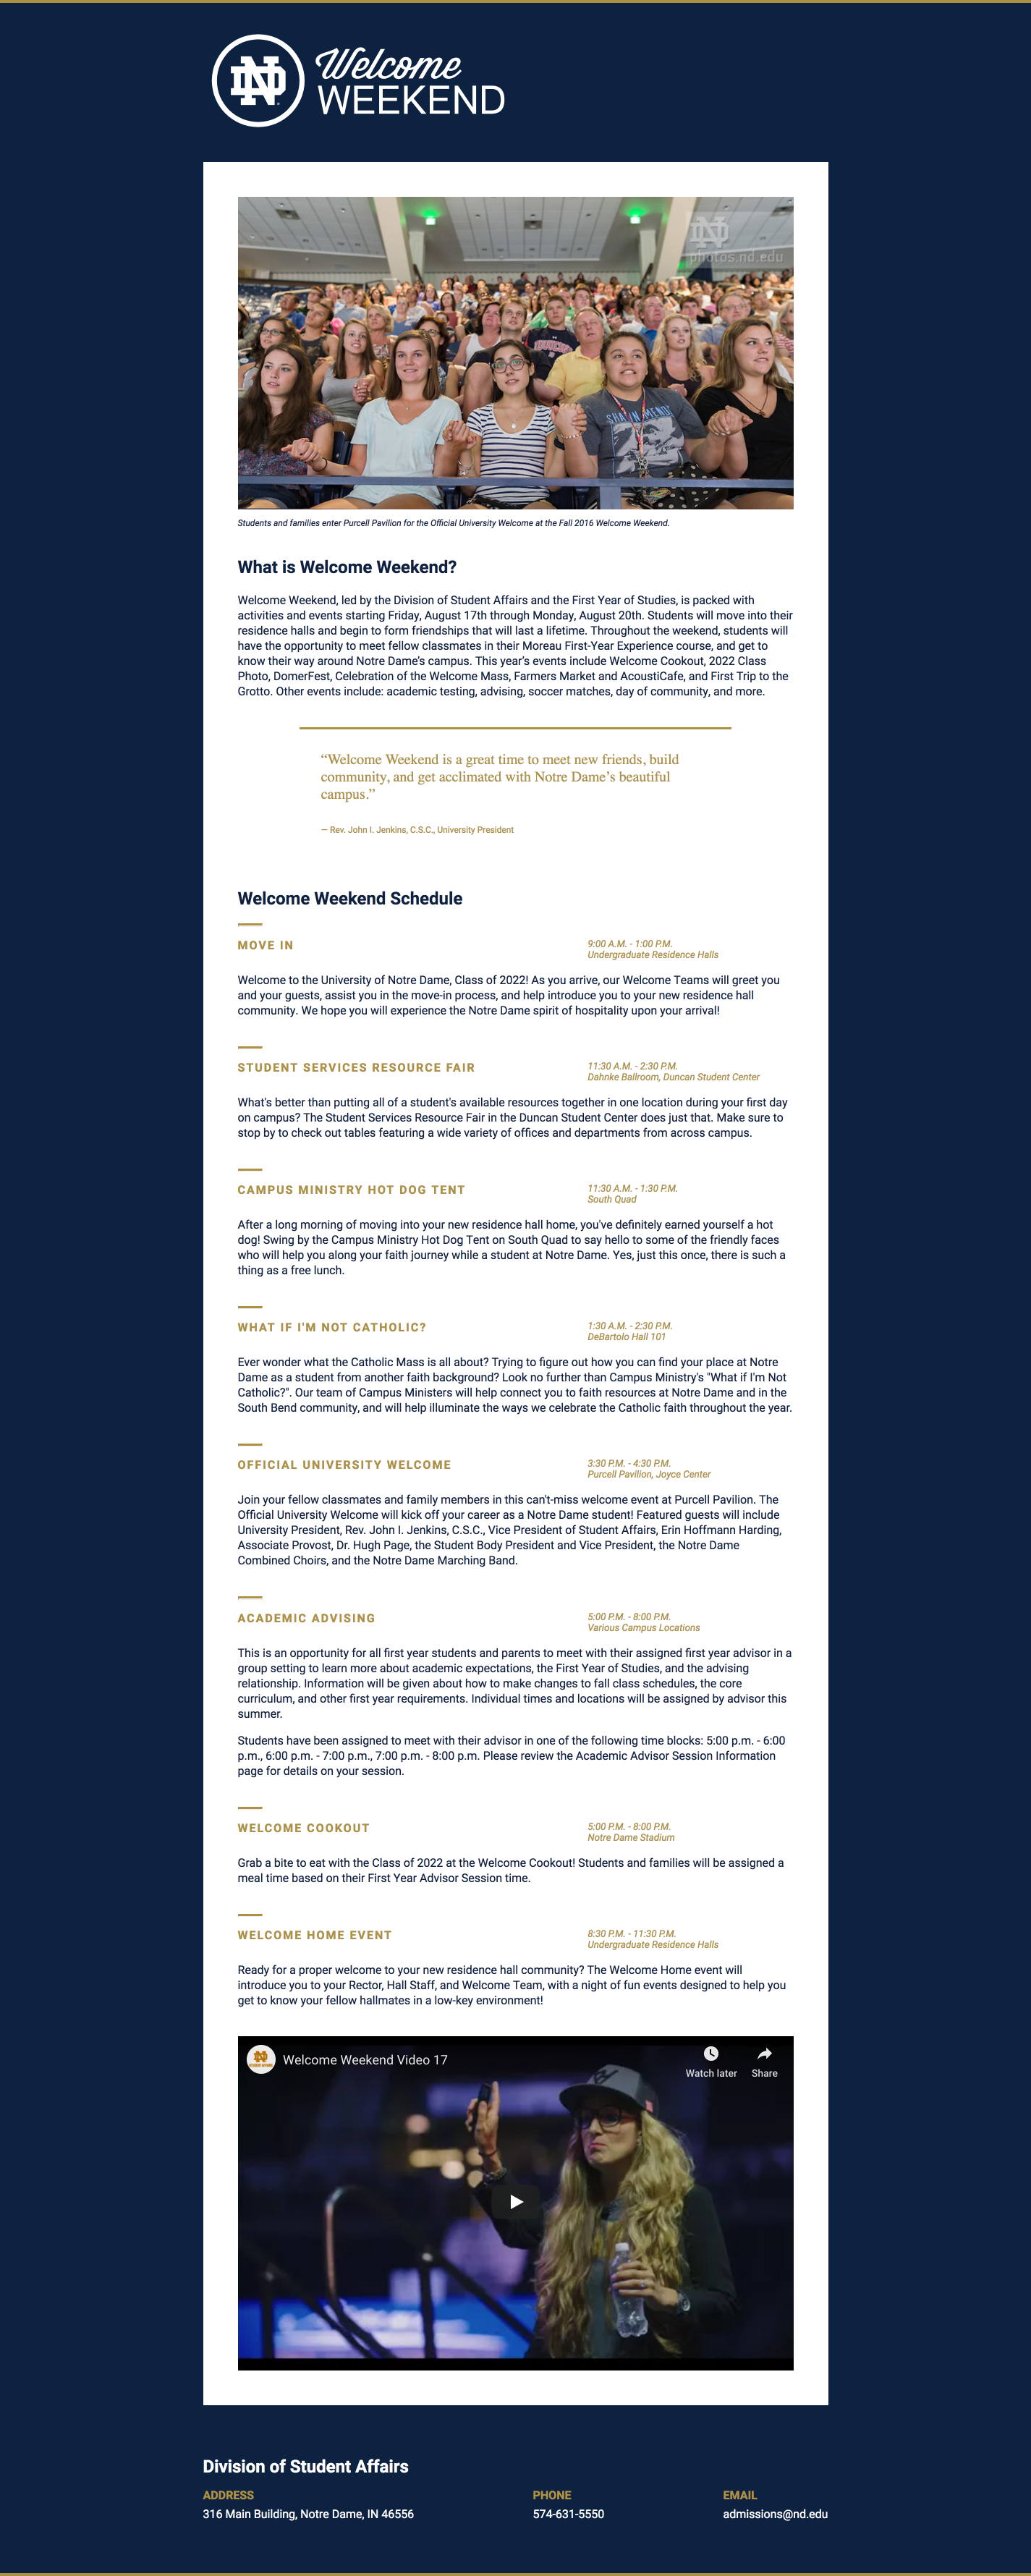 ND
Welcome
WEEKEND
ND
photos.nd.edu
SHAWN MENDES
Students and families enter Purcell Pavilion for the Official University Welcome at the Fall 2016 Welcome Weekend.
What is Welcome Weekend?
Welcome Weekend, led by the Division of Student Affairs and the First Year of Studies, is packed with
activities and events starting Friday, August 17th through Monday, August 20th. Students will move into their
residence halls and begin to form friendships that will last a lifetime. Throughout the weekend, students will
have the opportunity to meet fellow classmates in their Moreau First-Year Experience course, and get to
know their way around Notre Dame’s campus. This year’s events include Welcome Cookout, 2022 Class
Photo, DomerFest, Celebration of the Welcome Mass, Farmers Market and AcoustiCafe, and First Trip to the
Grotto. Other events include: academic testing, advising, soccer matches, day of community, and more.
“Welcome Weekend is a great time to meet new friends, build
community, and get acclimated with Notre Dame’s beautiful
campus.”
— Rev. John I. Jenkins, C.S.C., University President
Welcome Weekend Schedule
MOVE IN
9:00 A.M. - 1:00 P.M.
Undergraduate Residence Halls
Welcome to the University of Notre Dame, Class of 2022! As you arrive, our Welcome Teams will greet you
and your guests, assist you in the move-in process, and help introduce you to your new residence hall
community. We hope you will experience the Notre Dame spirit of hospitality upon your arrival!
STUDENT SERVICES RESOURCE FAIR
11:30 A.M. - 2:30 P.M.
Dahnke Ballroom, Duncan Student Center
What's better than putting all of a student's available resources together in one location during your first day
on campus? The Student Services Resource Fair in the Duncan Student Center does just that. Make sure to
stop by to check out tables featuring a wide variety of offices and departments from across campus.
CAMPUS MINISTRY HOT DOG TENT
11:30 A.M. - 1:30 P.M.
South Quad
After a long morning of moving into your new residence hall home, you've definitely earned yourself a hot
dog! Swing by the Campus Ministry Hot Dog Tent on South Quad to say hello to some of the friendly faces
who will help you along your faith journey while a student at Notre Dame. Yes, just this once, there is such a
thing as a free lunch.
WHAT IF I'M NOT CATHOLIC?
1:30 A.M. - 2:30 P.M.
DeBartolo Hall 101
Ever wonder what the Catholic Mass is all about? Trying to figure out how you can find your place at Notre
Dame as a student from another faith background? Look no further than Campus Ministry's "What if I'm Not
Catholic?". Our team of Campus Ministers will help connect you to faith resources at Notre Dame and in the
South Bend community, and will help illuminate the ways we celebrate the Catholic faith throughout the year.
OFFICIAL UNIVERSITY WELCOME
3:30 P.M. - 4:30 P.M.
Purcell Pavilion, Joyce Center
Join your fellow classmates and family members in this can't-miss welcome event at Purcell Pavilion. The
Official University Welcome will kick off your career as a Notre Dame student! Featured guests will include
University President, Rev. John I. Jenkins, C.S.C., Vice President of Student Affairs, Erin Hoffmann Harding,
Associate Provost, Dr. Hugh Page, the Student Body President and Vice President, the Notre Dame
Combined Choirs, and the Notre Dame Marching Band.
ACADEMIC ADVISING
5:00 P.M. - 8:00 P.M.
Various Campus Locations
This is an opportunity for all first year students and parents to meet with their assigned first year advisor in a
group setting to learn more about academic expectations, the First Year of Studies, and the advising
relationship. Information will be given about how to make changes to fall class schedules, the core
curriculum, and other first year requirements. Individual times and locations will be assigned by advisor this
summer.
Students have been assigned to meet with their advisor in one of the following time blocks: 5:00 p.m. - 6:00
p.m., 6:00 p.m. - 7:00 p.m., 7:00 p.m. - 8:00 p.m. Please review the Academic Advisor Session Information
page for details on your session.
WELCOME COOKOUT
5:00 P.M. - 8:00 P.M.
Notre Dame Stadium
Grab a bite to eat with the Class of 2022 at the Welcome Cookout! Students and families will be assigned a
meal time based on their First Year Advisor Session time.
WELCOME HOME EVENT
8:30 P.M. - 11:30 P.M.
Undergraduate Residence Halls
Ready for a proper welcome to your new residence hall community? The Welcome Home event will
introduce you to your Rector, Hall Staff, and Welcome Team, with a night of fun events designed to help you
get to know your fellow hallmates in a low-key environment!
Welcome Weekend Video 17
Watch later
Share
Division of Student Affairs
ADDRESS
316 Main Building, Notre Dame, IN 46556
PHONE
574-631-5550
EMAIL
admissions@nd.edu